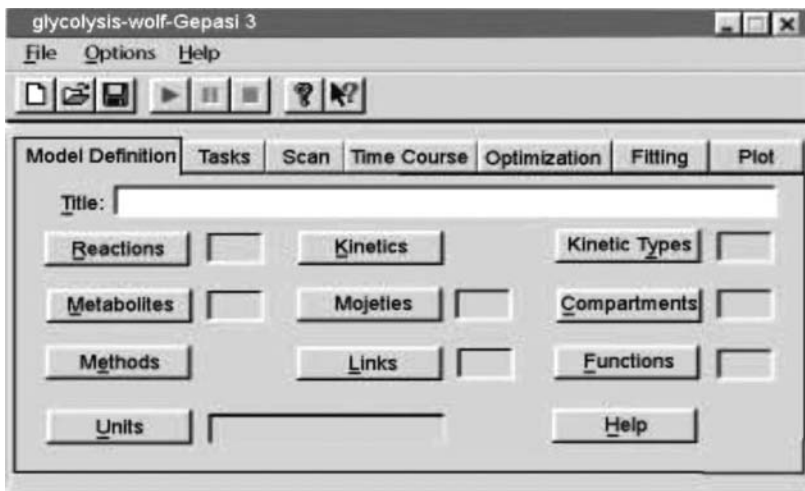 glycolysis-wolf-Gepasi 3
File Options Help
Model Definition Tasks Scan Time Course Optimization Fitting Plot
Title:
Reactions Kinetics Kinetic Types
Metabolites Mojeties Compartments
Methods Links Functions
Units Help